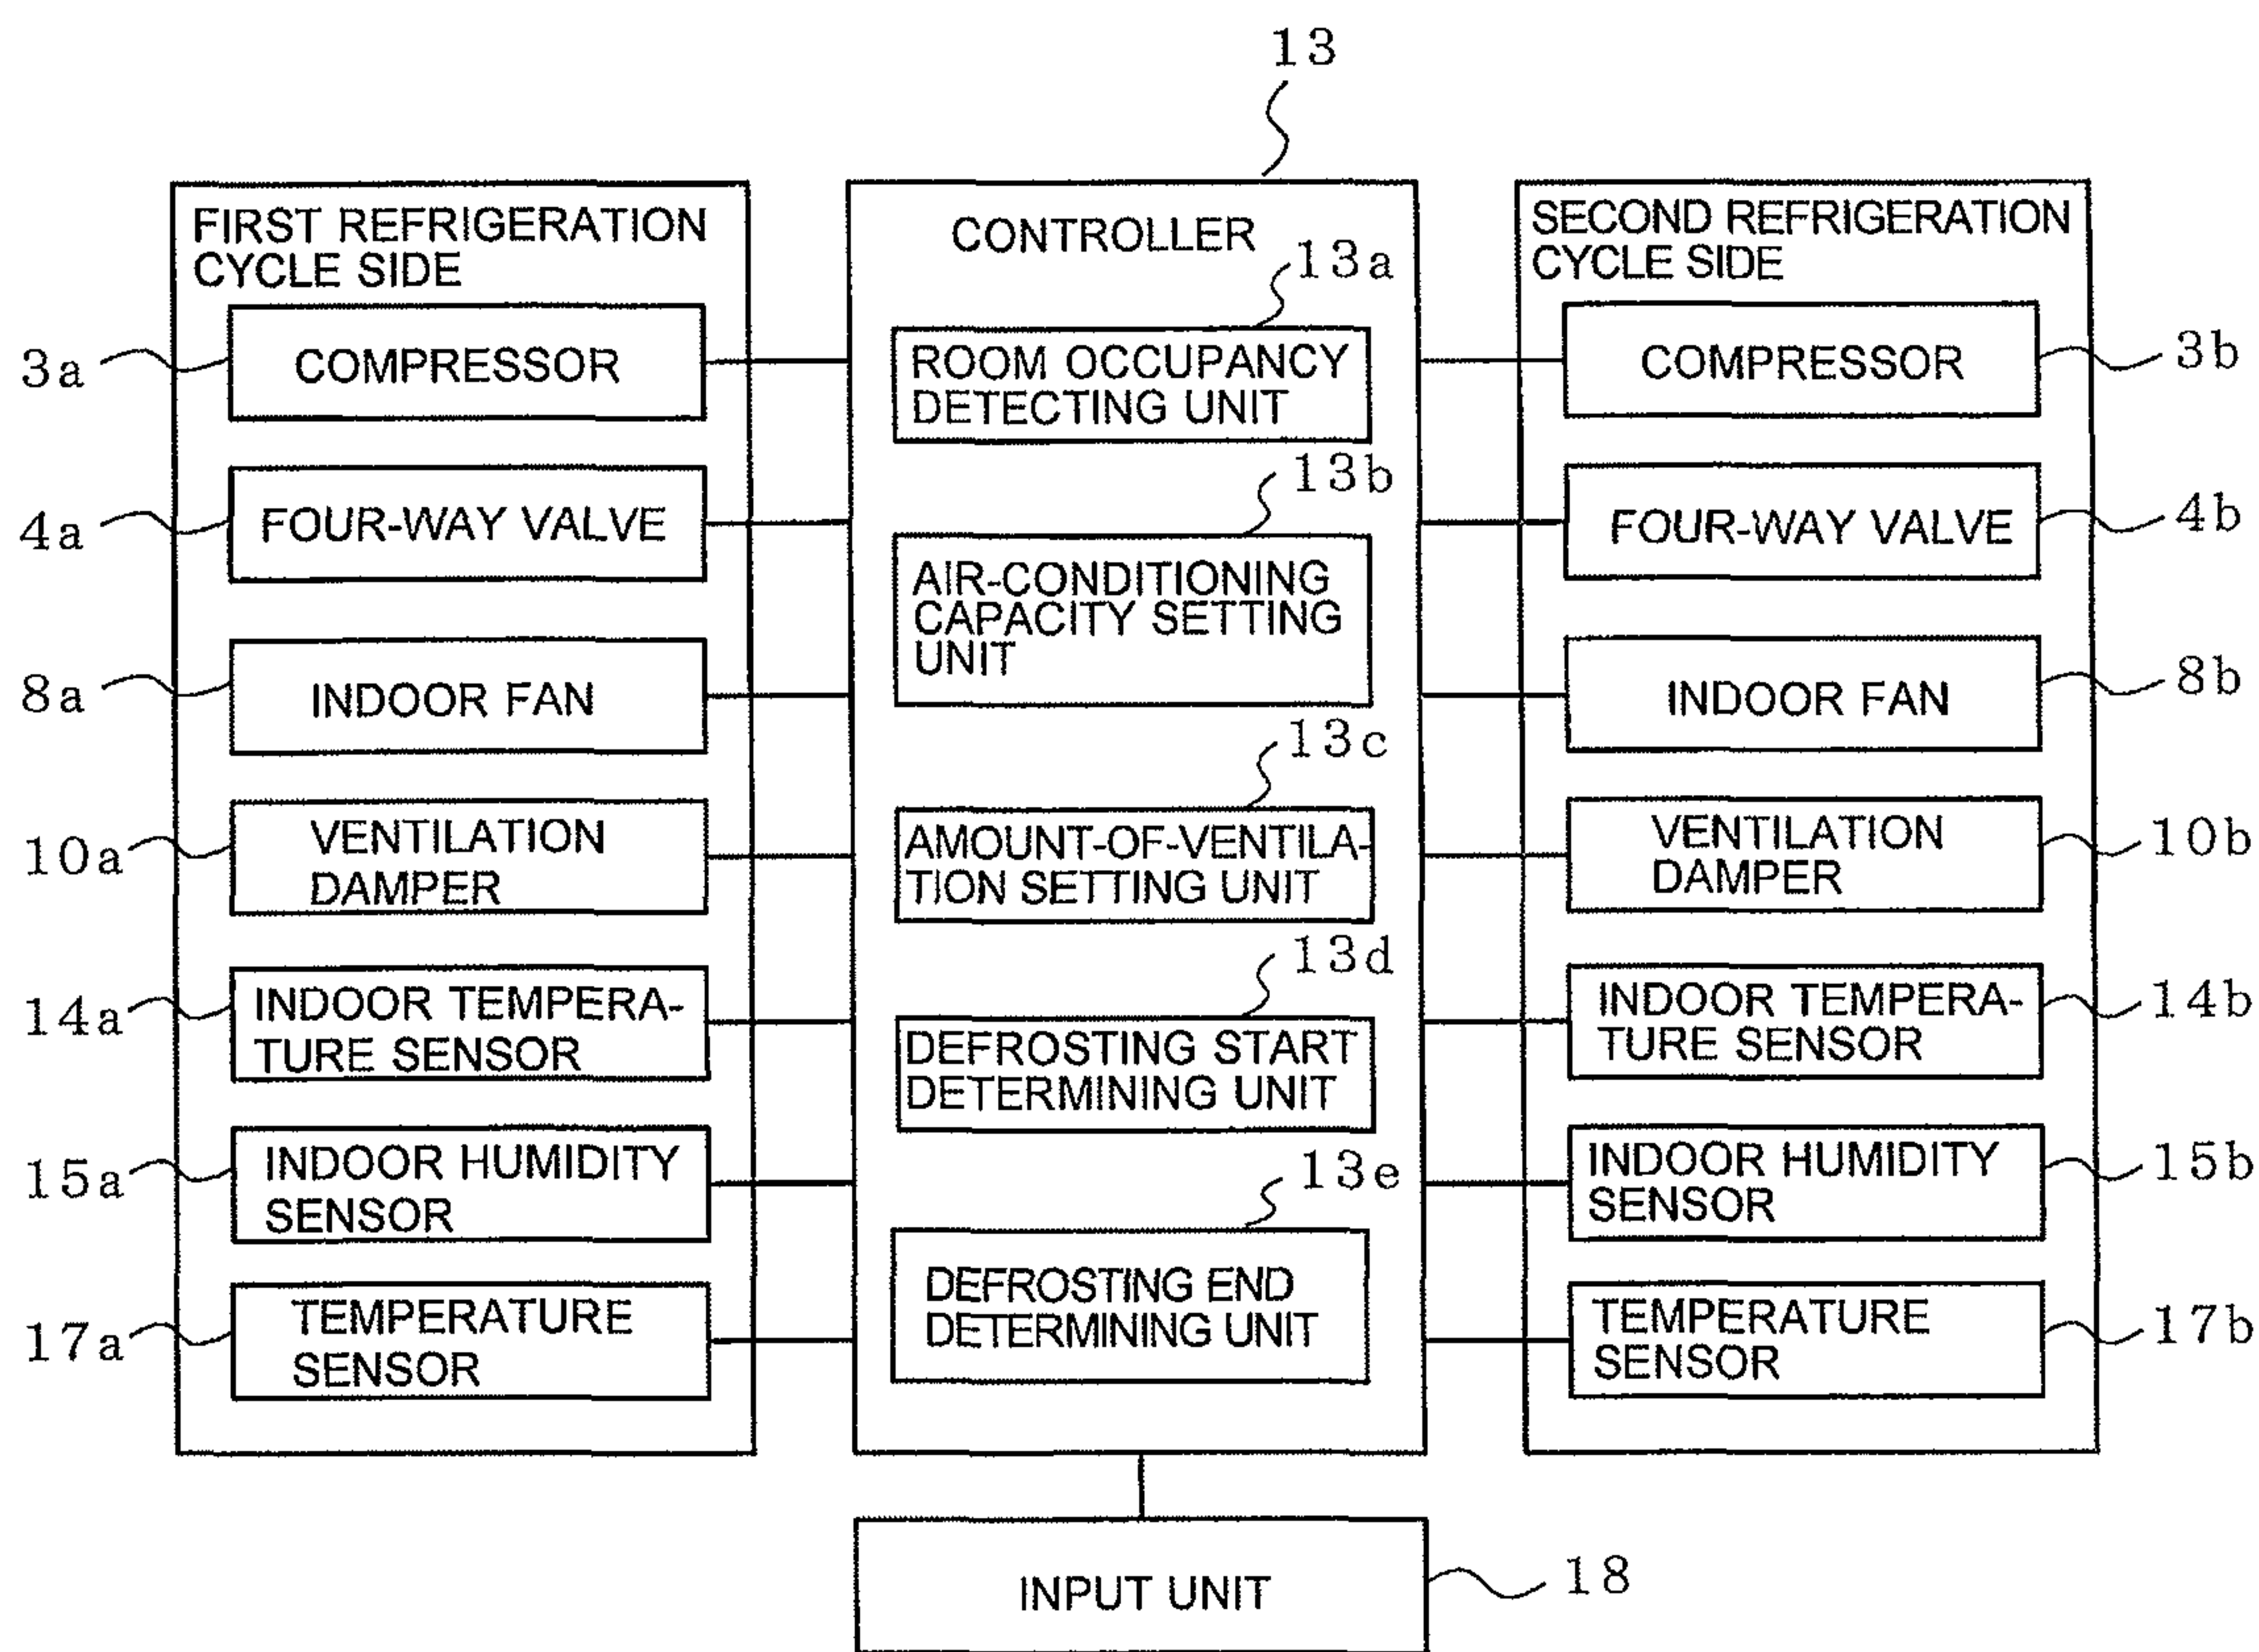 13
FIRST REFRIGERATION
CYCLE SIDE
3a
COMPRESSOR
4a
FOUR-WAY VALVE
8a
INDOOR FAN
10a
VENTILATION
DAMPER
14a
INDOOR TEMPERA-
TURE SENSOR
15a
INDOOR HUMIDITY
SENSOR
17a
TEMPERATURE
SENSOR
CONTROLLER
13a
ROOM OCCUPANCY
DETECTING UNIT
13b
AIR-CONDITIONING
CAPACITY SETTING
UNIT
13c
AMOUNT-OF-VENTILA-
TION SETTING UNIT
13d
DEFROSTING START
DETERMINING UNIT
13e
DEFROSTING END
DETERMINING UNIT
SECOND REFRIGERATION
CYCLE SIDE
COMPRESSOR
3b
FOUR-WAY VALVE
4b
INDOOR FAN
8b
VENTILATION
DAMPER
10b
INDOOR TEMPERA-
TURE SENSOR
14b
INDOOR HUMIDITY
SENSOR
15b
TEMPERATURE
SENSOR
17b
INPUT UNIT
18